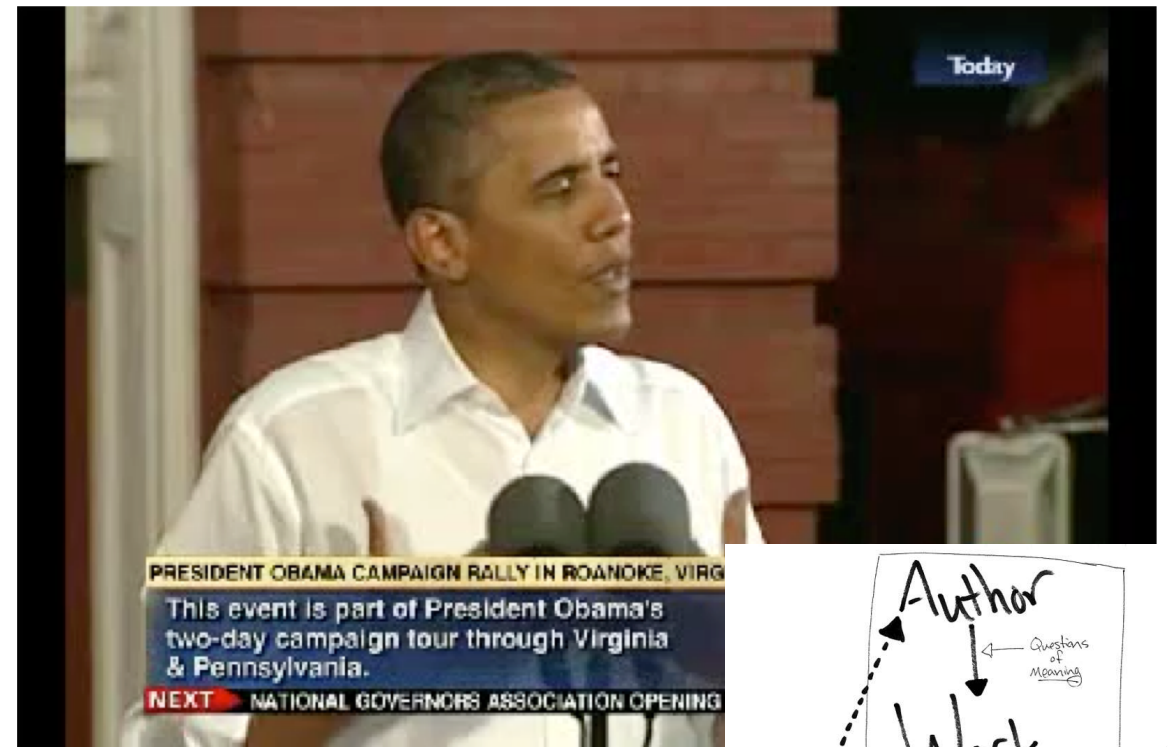 Today
PRESIDENT OBAMA CAMPAIGN RALLY IN ROANOKE, VIRG
This event is part of President Obama's
two-day campaign tour through Virginia
& Pennsylvania.
NEXT NATIONAL GOVERNORS ASSOCIATION OPENING
Author
Questions
of
Meaning
Work